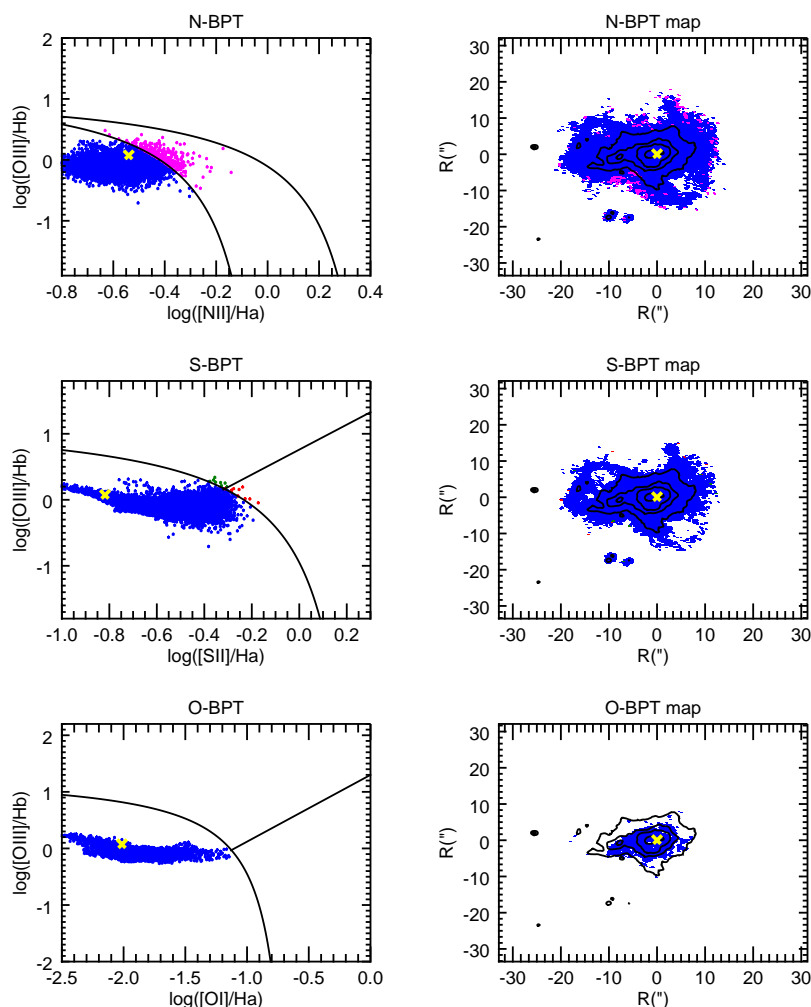 N-BPT
N-BPT map
2
1
0
-1
log([OIII]/Hb)
-0.8 -0.6 -0.4 -0.2 0.0 0.2 0.4
log([NII]/Ha)
30
20
10
0
-10
-20
-30
R(")
-30 -20 -10 0 10 20 30
R(")
S-BPT
S-BPT map
1
0
-1
log([OIII]/Hb)
-1.0 -0.8 -0.6 -0.4 -0.2 0.0 0.2
log([SII]/Ha)
30
20
10
0
-10
-20
-30
R(")
-30 -20 -10 0 10 20 30
R(")
O-BPT
O-BPT map
2
1
0
-1
-2
log([OIII]/Hb)
-2.5 -2.0 -1.5 -1.0 -0.5 0.0
log([OI]/Ha)
30
20
10
0
-10
-20
-30
R(")
-30 -20 -10 0 10 20 30
R(")